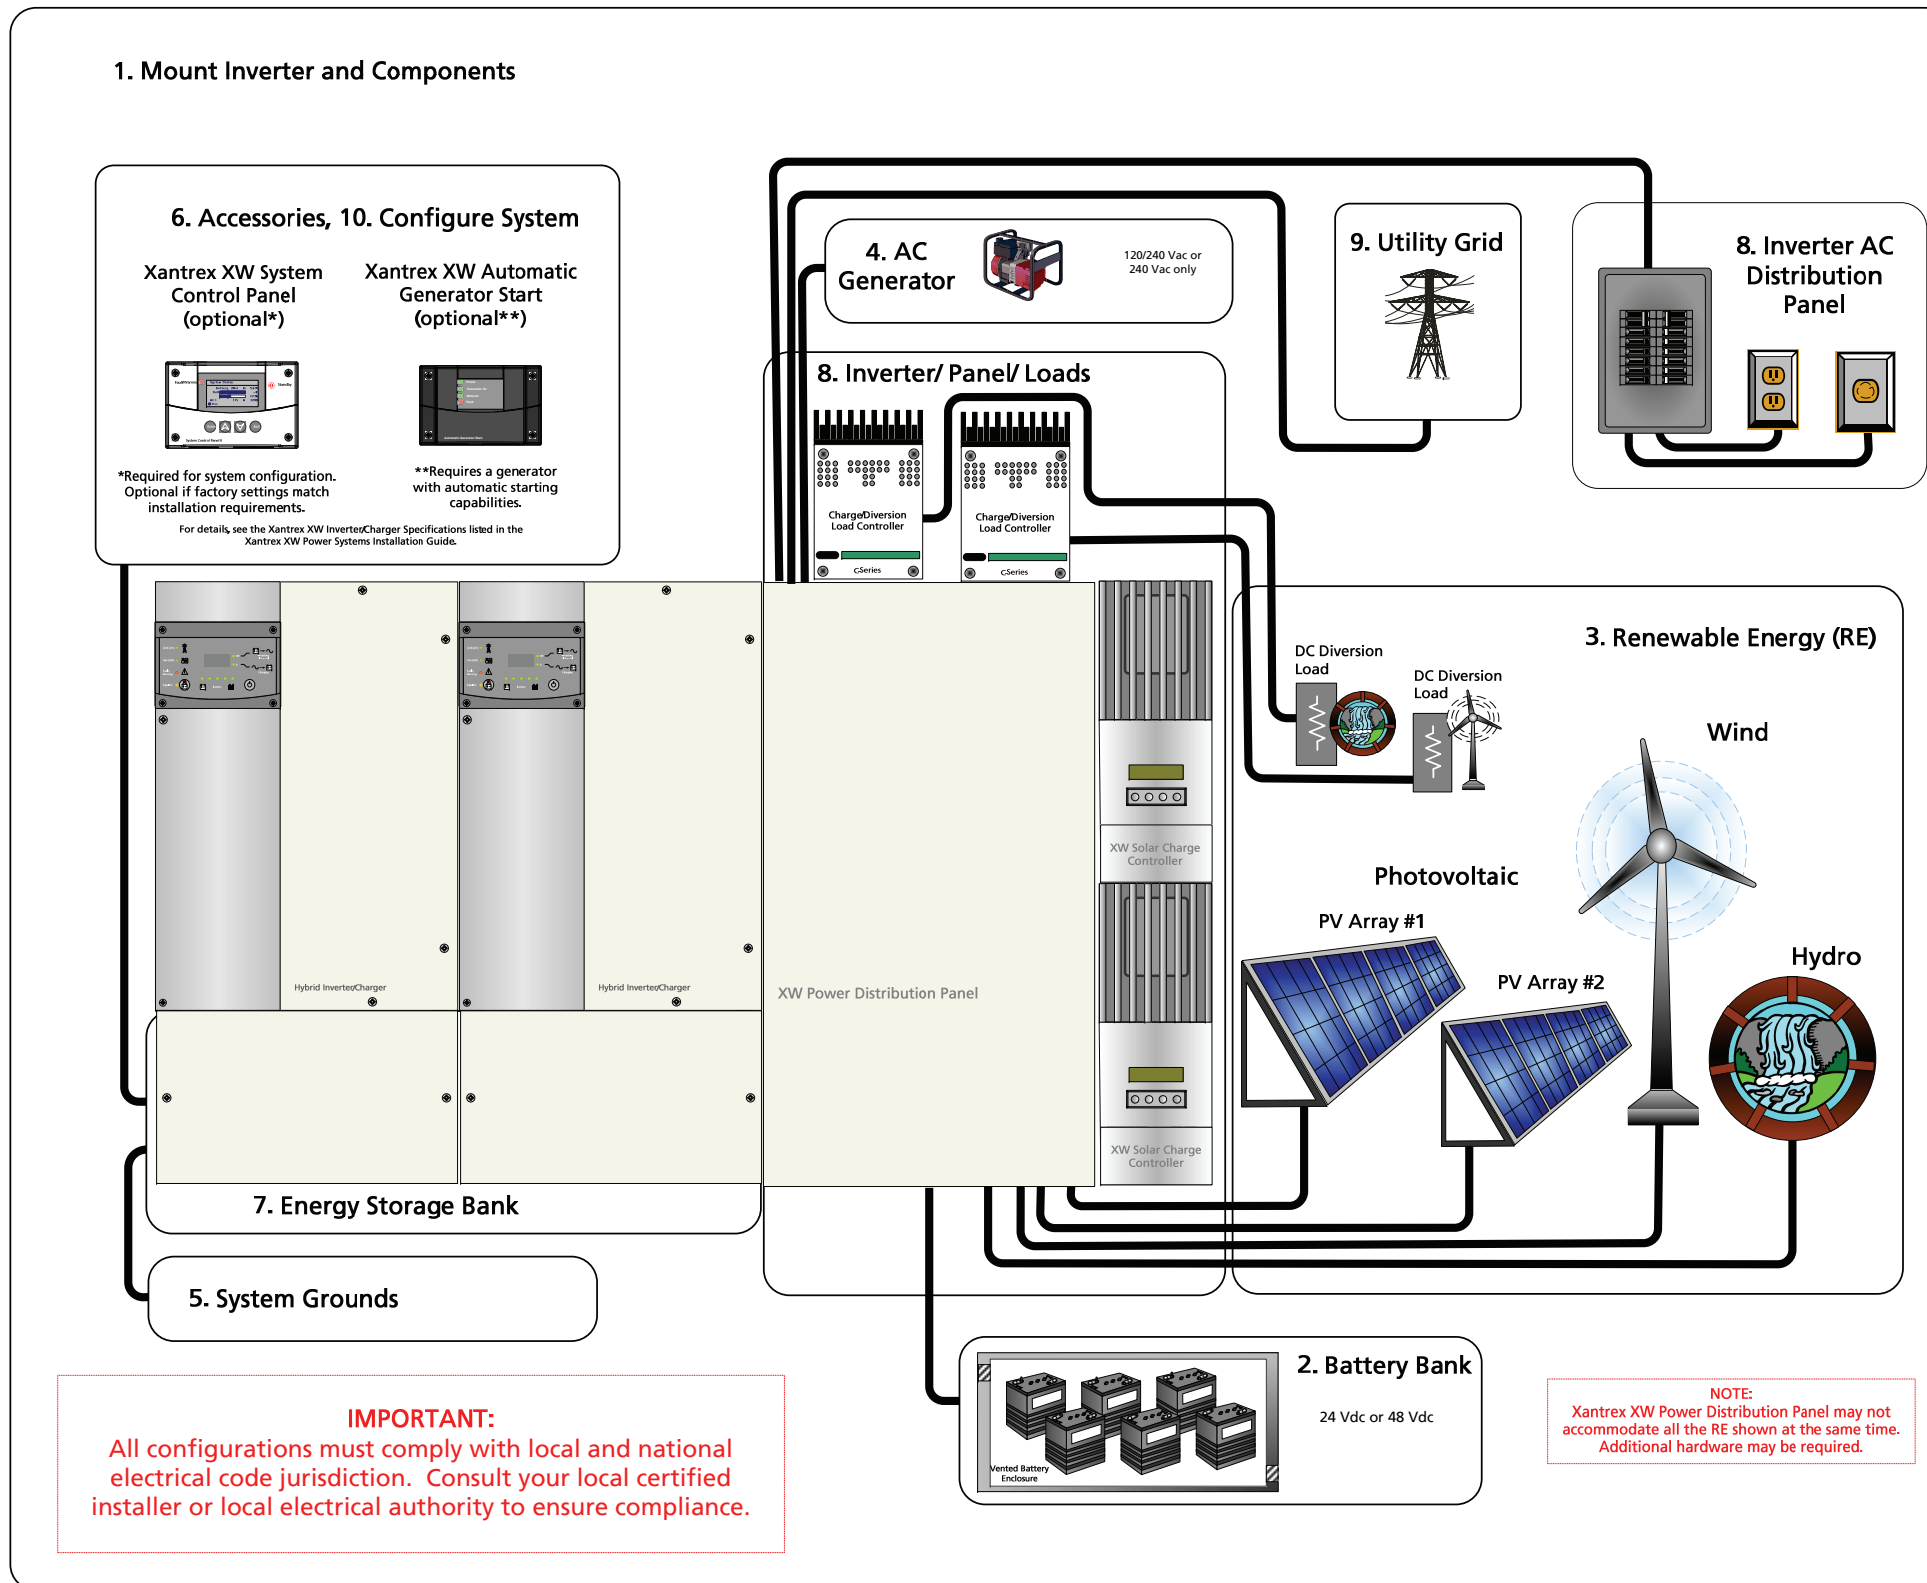 1. Mount Inverter and Components
6. Accessories, 10. Configure System
Xantrex XW System
Control Panel
(optional*)
Xantrex XW Automatic
Generator Start
(optional**)
System Status
Standby
System Control Panel II
Automatic Generator Start
*Required for system configuration.
Optional if factory settings match
installation requirements.
**Requires a generator
with automatic starting
capabilities.
For details, see the Xantrex XW Inverter/Charger Specifications listed in the
Xantrex XW Power Systems Installation Guide.
4. AC
Generator
120/240 Vac or
240 Vac only
9. Utility Grid
8. Inverter AC
Distribution
Panel
8. Inverter/ Panel/ Loads
Charge/Diversion
Load Controller
C-Series
Charge/Diversion
Load Controller
C-Series
3. Renewable Energy (RE)
DC Diversion
Load
DC Diversion
Load
Wind
Photovoltaic
PV Array #1
PV Array #2
Hydro
XW Solar Charge
Controller
XW Solar Charge
Controller
Hybrid Inverter/Charger
Hybrid Inverter/Charger
XW Power Distribution Panel
7. Energy Storage Bank
5. System Grounds
2. Battery Bank
24 Vdc or 48 Vdc
Vented Battery
Enclosure
IMPORTANT:
All configurations must comply with local and national
electrical code jurisdiction. Consult your local certified
installer or local electrical authority to ensure compliance.
NOTE:
Xantrex XW Power Distribution Panel may not
accommodate all the RE shown at the same time.
Additional hardware may be required.